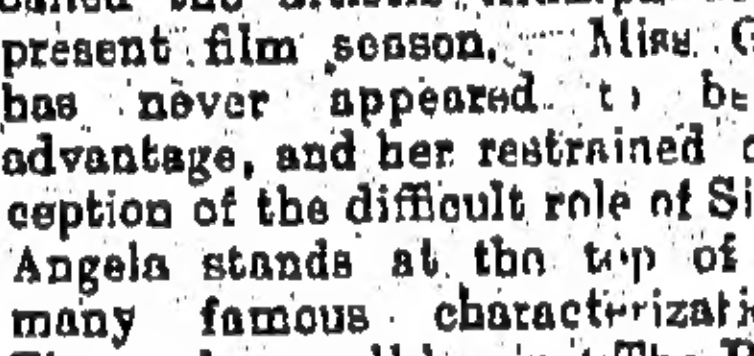 present film season. Miss G
has never appeared to be
advantage, and her restrained c
ception of the difficult role of Si
Angela stands at the top of
many famous characterizati